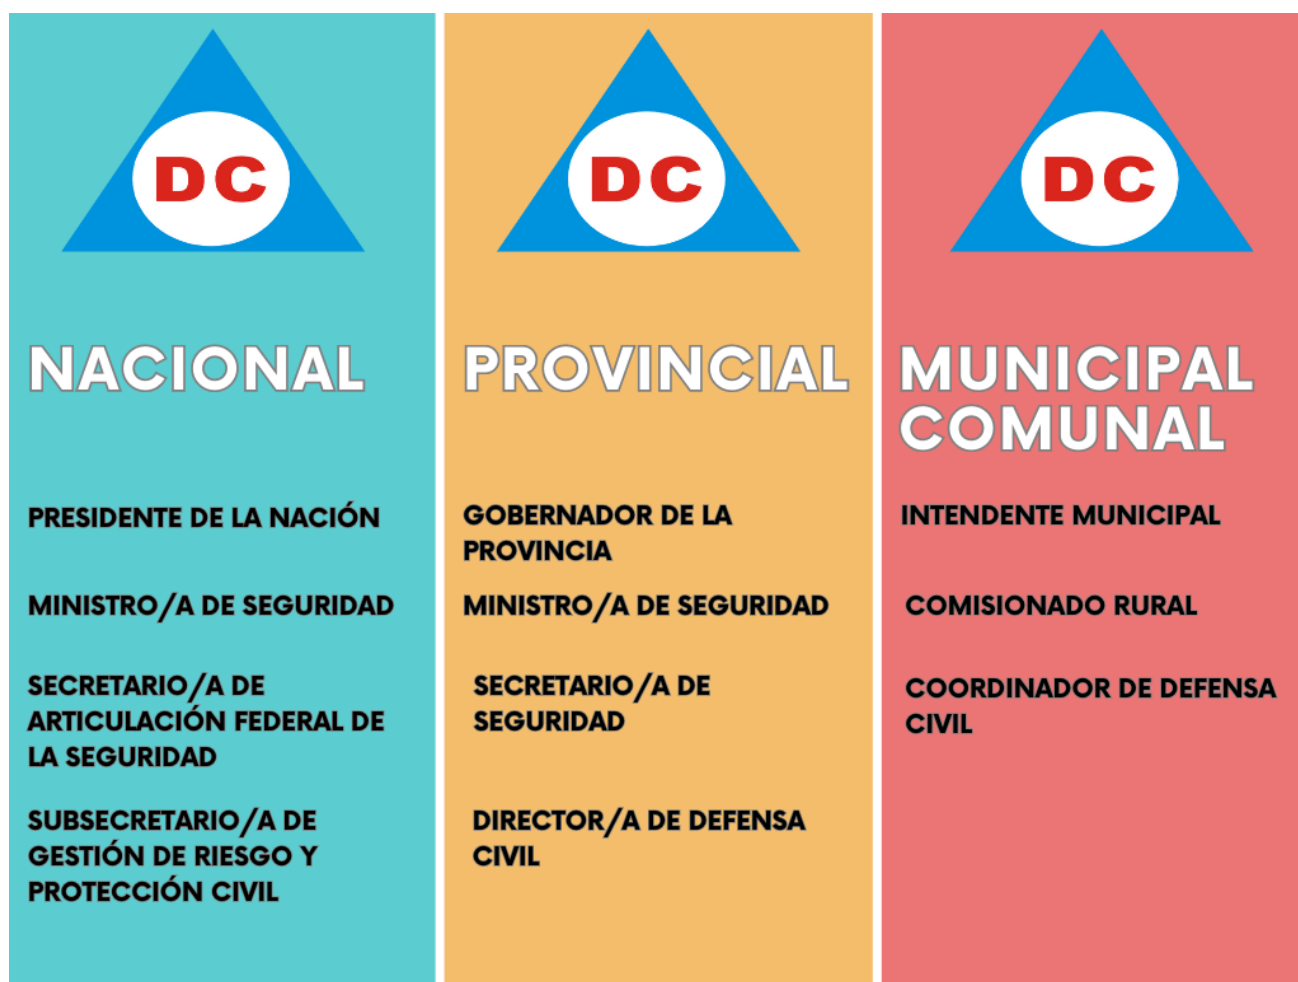 DC
NACIONAL
PRESIDENTE DE LA NACIÓN
MINISTRO/A DE SEGURIDAD
SECRETARIO/A DE
ARTICULACIÓN FEDERAL DE
LA SEGURIDAD
SUBSECRETARIO/A DE
GESTIÓN DE RIESGO Y
PROTECCIÓN CIVIL
DC
PROVINCIAL
GOBERNADOR DE LA
PROVINCIA
MINISTRO/A DE SEGURIDAD
SECRETARIO/A DE
SEGURIDAD
DIRECTOR/A DE DEFENSA
CIVIL
DC
MUNICIPAL
COMUNAL
INTENDENTE MUNICIPAL
COMISIONADO RURAL
COORDINADOR DE DEFENSA
CIVIL